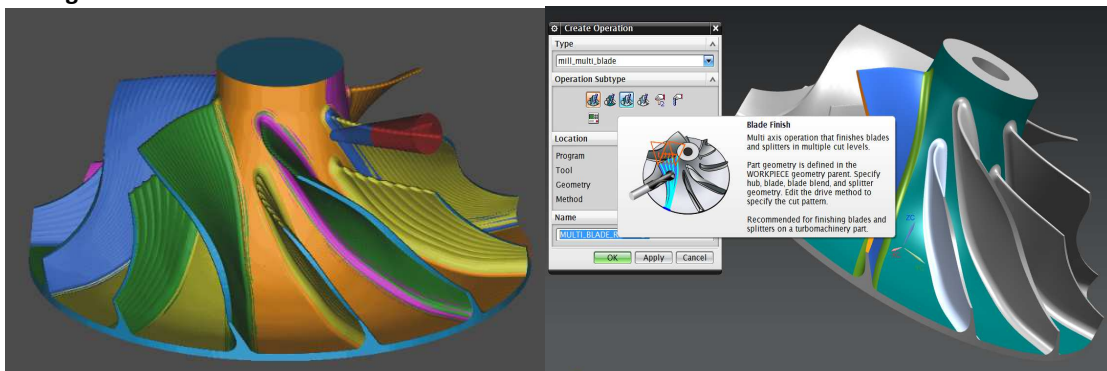 Create Operation
Type
mill_multi_blade
Operation Subtype
Location
Program
Tool
Geometry
Method
Name
OK Apply Cancel
Blade Finish
Multi axis operation that finishes blades
and splitters in multiple cut levels.
Part geometry is defined in the
WORKPIECE geometry parent. Specify
hub, blade, blade blend, and splitter
geometry. Edit the drive method to
specify the cut pattern.
Recommended for finishing blades and
splitters on a turbomachinery part.